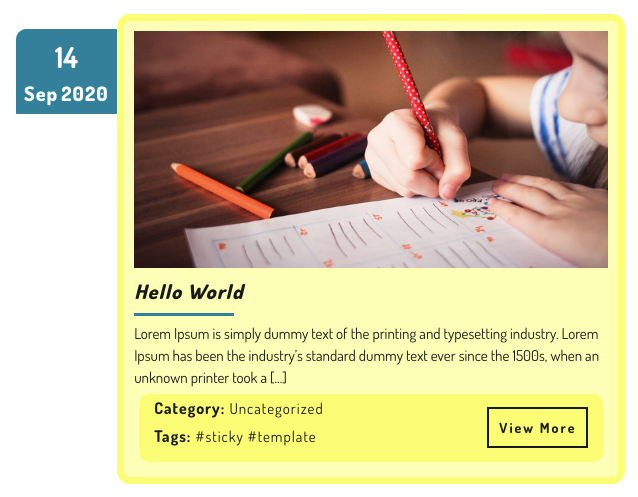 14
Sep 2020
Hello World
Lorem Ipsum is simply dummy text of the printing and typesetting industry. Lorem
Ipsum has been the industry's standard dummy text ever since the 1500s, when an
unknown printer took a [...]
Category: Uncategorized
Tags: #sticky #template
View More